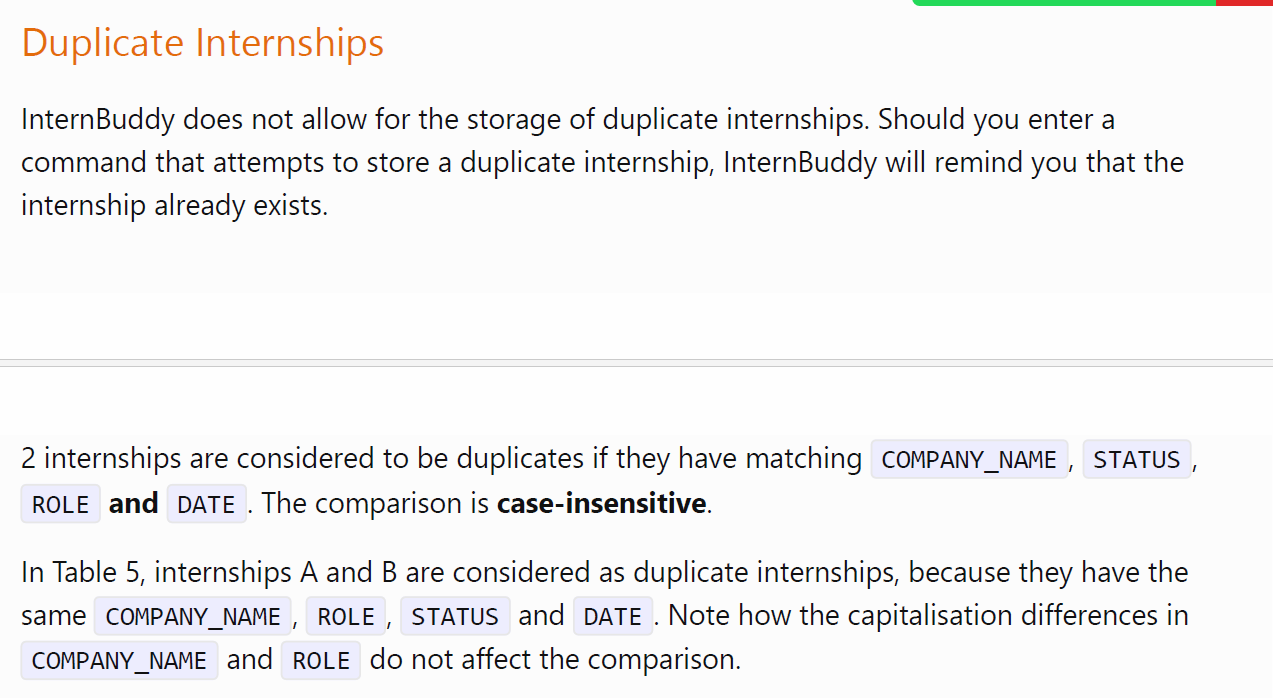 Duplicate Internships
InternBuddy does not allow for the storage of duplicate internships. Should you enter a
command that attempts to store a duplicate internship, InternBuddy will remind you that the
internship already exists.
2 internships are considered to be duplicates if they have matching COMPANY_NAME, STATUS,
ROLE and DATE. The comparison is case-insensitive.
In Table 5, internships A and B are considered as duplicate internships, because they have the
same COMPANY_NAME, ROLE, STATUS and DATE. Note how the capitalisation differences in
COMPANY_NAME and ROLE do not affect the comparison.